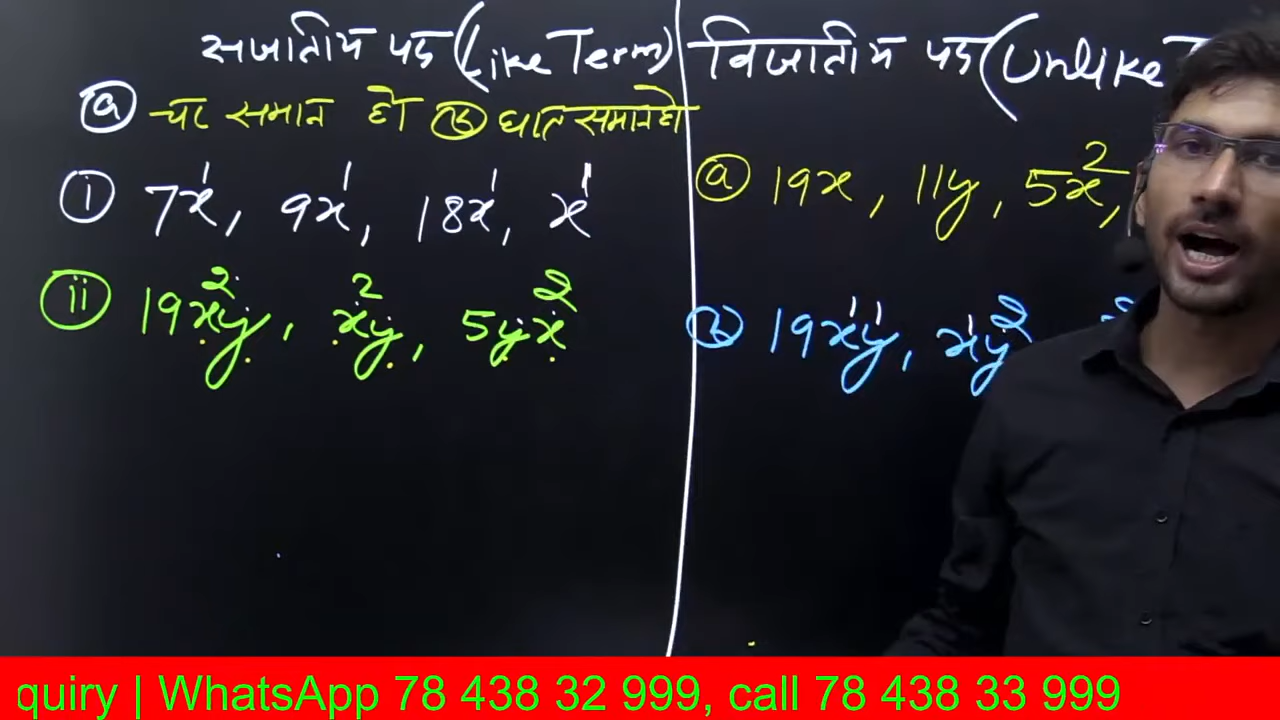 सजातीय पद (Like Term)
ⓐ चर समान हो ⓑ घात समान हो
ⓘ 7x¹, 9x¹, 18x¹, x¹
ⓘⓘ 19x²y, x²y, 5yx²
विजातीय पद (Unlike
ⓐ 19x, 11y, 5x²,
ⓑ 19x¹y¹, x¹y²
quiry | WhatsApp 78 438 32 999, call 78 438 33 999